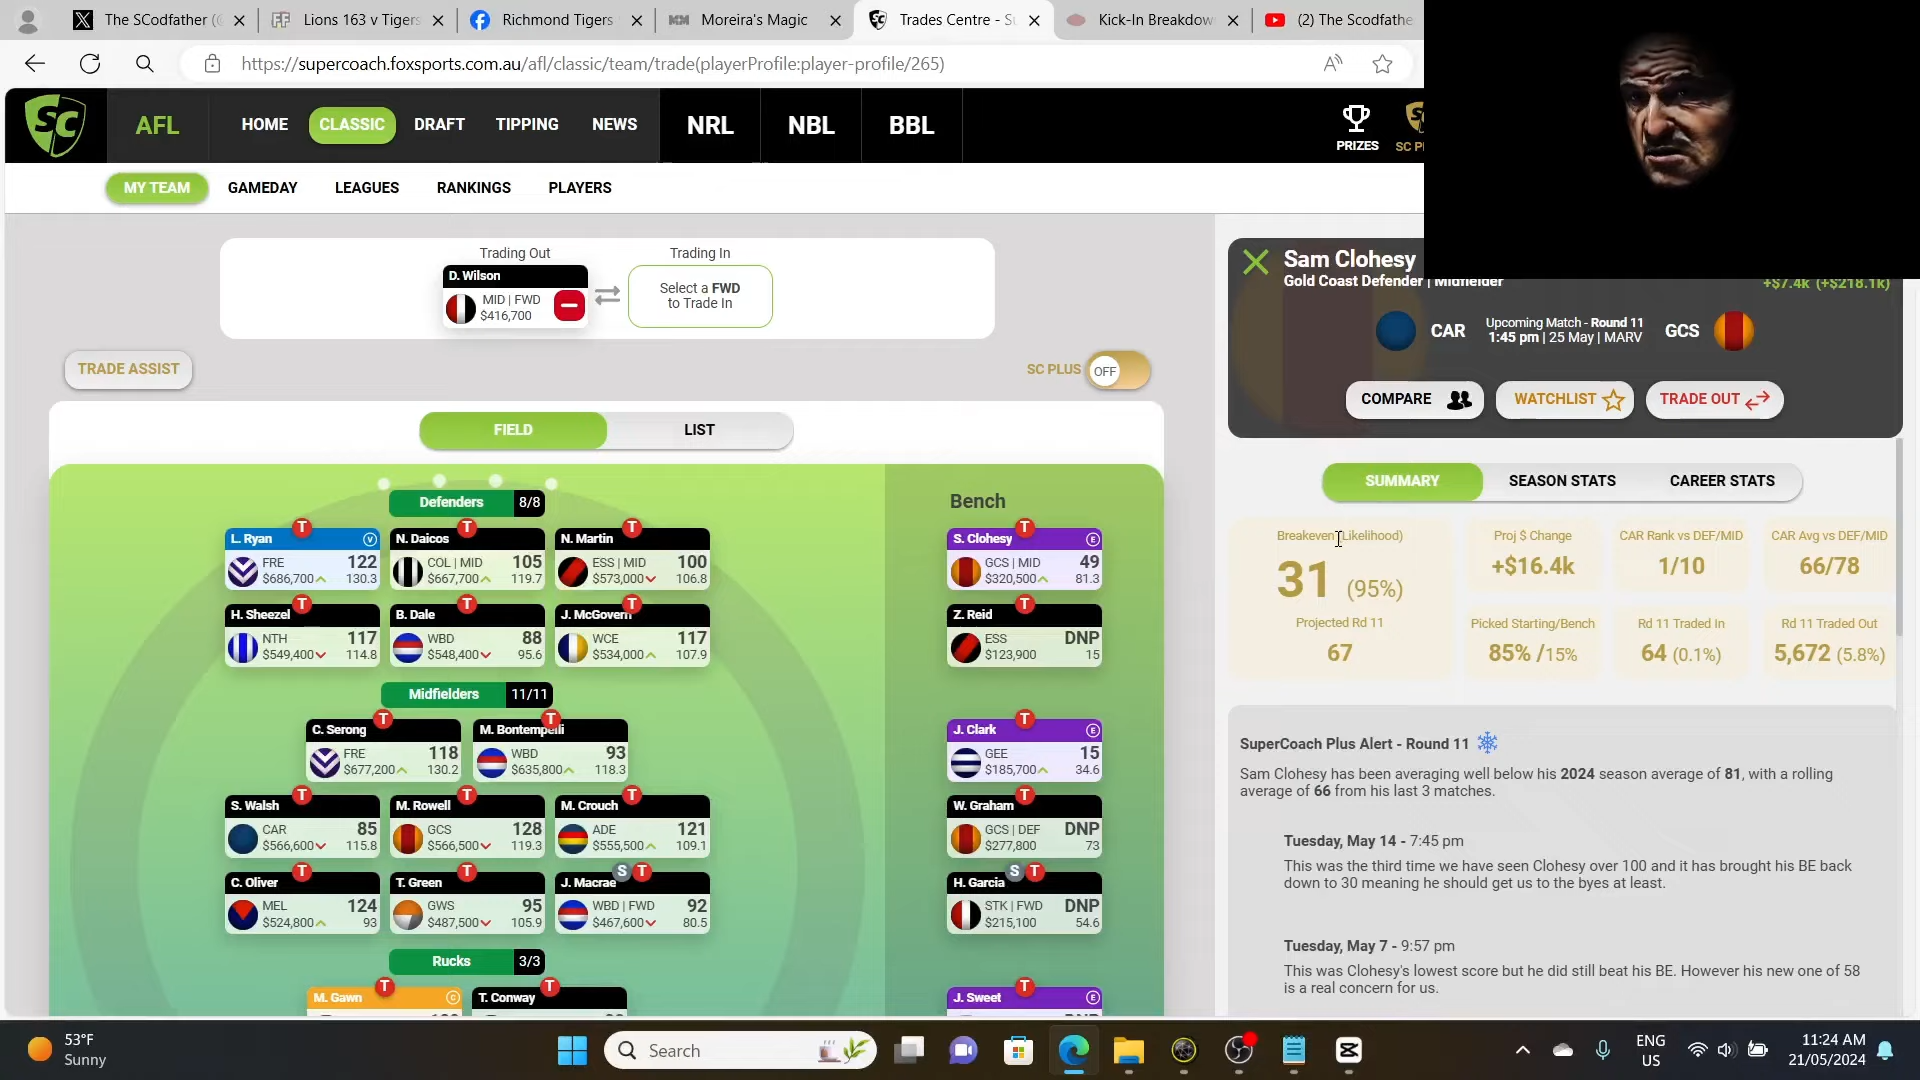 The SCodfather (
Lions 163 v Tigers
Richmond Tigers
Moreira's Magic
Trades Centre - S
Kick-In Breakdow
(2) The Scodfathe
https://supercoach.foxsports.com.au/afl/classic/team/trade(playerProfile:player-profile/265)
SC AFL HOME CLASSIC DRAFT TIPPING NEWS NRL NBL BBL
PRIZES
MY TEAM GAMEDAY LEAGUES RANKINGS PLAYERS
Trading Out
Trading In
D. Wilson
MID | FWD
$416,700
Select a FWD
to Trade In
TRADE ASSIST
SC PLUS OFF
FIELD LIST
Defenders 8/8
Bench
L. Ryan V
FRE 122
$686,700 130.3
N. Daicos
COL | MID 105
$667,700 119.7
N. Martin
ESS | MID 100
$573,000 106.8
S. Clohesy E
GCS | MID 49
$320,500 81.3
H. Sheezel
NTH 117
$549,400 114.8
B. Dale
WBD 88
$548,400 95.6
J. McGovern
WCE 117
$534,000 107.9
Z. Reid
ESS DNP
$123,900 15
Midfielders 11/11
C. Serong
FRE 118
$677,200 130.2
M. Bontempelli
WBD 93
$635,800 118.3
J. Clark E
GEE 15
$185,700 34.6
S. Walsh
CAR 85
$566,600 115.8
M. Rowell
GCS 128
$566,500 119.3
M. Crouch
ADE 121
$555,500 109.1
W. Graham
GCS | DEF DNP
$277,800 73
C. Oliver
MEL 124
$524,800 93
T. Green
GWS 95
$487,500 105.9
J. Macrae S T
WBD | FWD 92
$467,600 80.5
H. Garcia S T
STK | FWD DNP
$215,100 54.6
Rucks 3/3
M. Gawn C
T. Conway
J. Sweet E
Sam Clohesy
Gold Coast Defender | Midfielder
+$7.4k (+$218.1k)
CAR
Upcoming Match - Round 11
1:45 pm | 25 May | MARV
GCS
COMPARE WATCHLIST TRADE OUT
SUMMARY SEASON STATS CAREER STATS
Breakeven (Likelihood)
31 (95%)
Projected Rd 11
67
Proj $ Change
+$16.4k
CAR Rank vs DEF/MID
1/10
CAR Avg vs DEF/MID
66/78
Picked Starting/Bench
85% /15%
Rd 11 Traded In
64 (0.1%)
Rd 11 Traded Out
5,672 (5.8%)
SuperCoach Plus Alert - Round 11
Sam Clohesy has been averaging well below his 2024 season average of 81, with a rolling
average of 66 from his last 3 matches.
Tuesday, May 14 - 7:45 pm
This was the third time we have seen Clohesy over 100 and it has brought his BE back
down to 30 meaning he should get us to the byes at least.
Tuesday, May 7 - 9:57 pm
This was Clohesy's lowest score but he did still beat his BE. However his new one of 58
is a real concern for us.
53°F
Sunny
Search
ENG
US
11:24 AM
21/05/2024